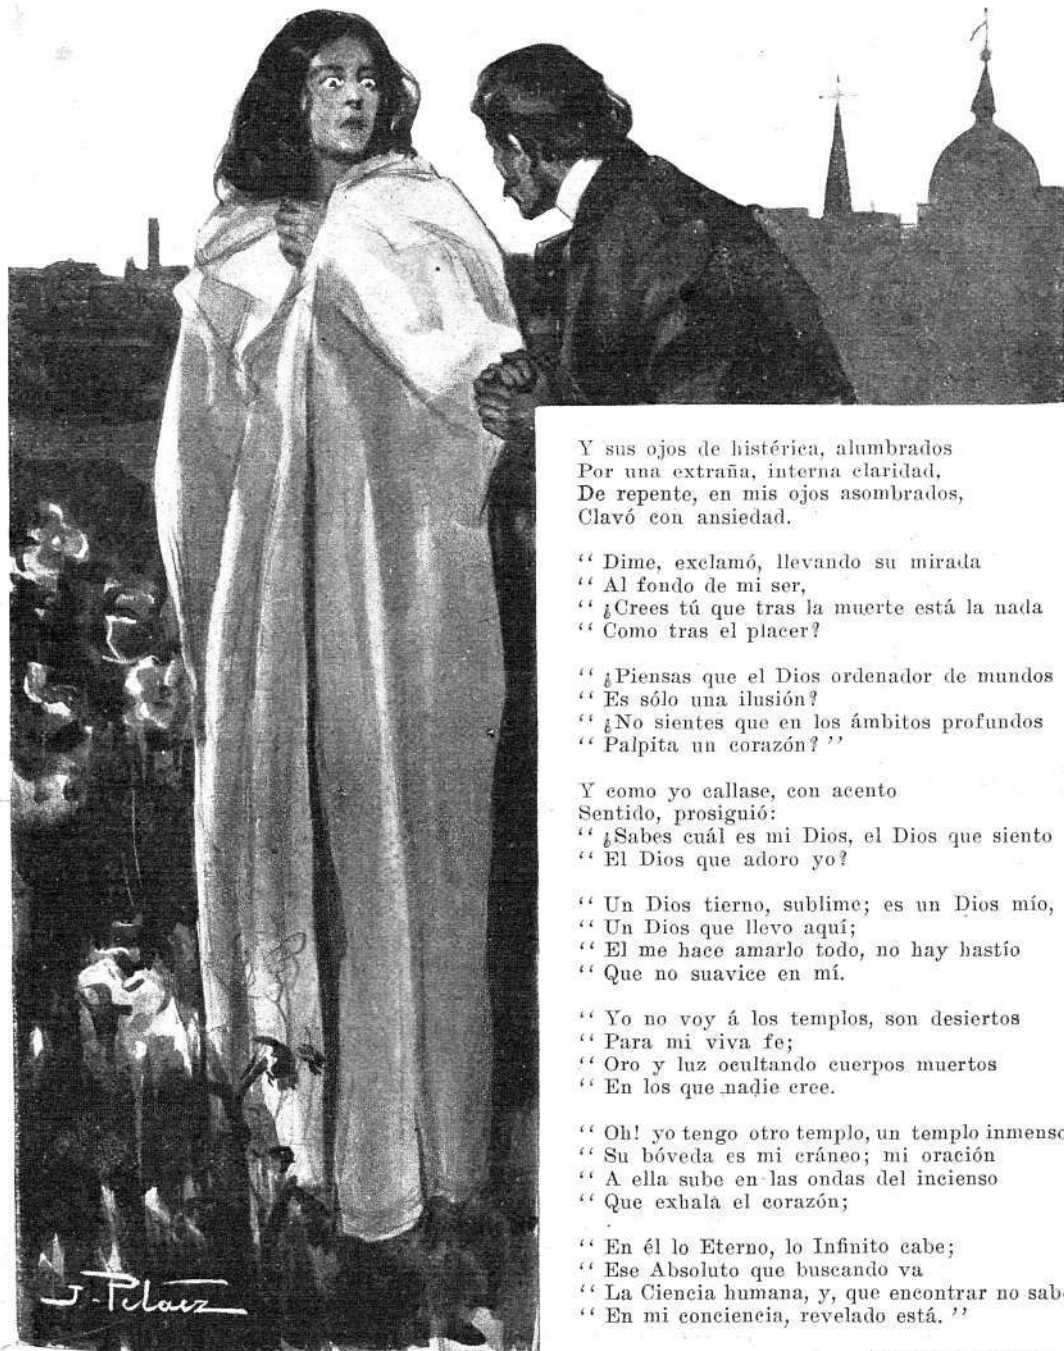 Y sus ojos de histérica, alumbrados
Por una extraña, interna claridad,
De repente, en mis ojos asombrados,
Clavó con ansiedad.
“ Dime, exclamó, llevando su mirada
“ Al fondo de mi ser,
“ ¿Crees tú que tras la muerte está la nada
“ Como tras el placer?
“ ¿Piensas que el Dios ordenador de mundos
“ Es sólo una ilusión?
“ ¿No sientes que en los ámbitos profundos
“ Palpita un corazón? ”
Y como yo callase, con acento
Sentido, prosiguió:
“ ¿Sabes cuál es mi Dios, el Dios que siento
“ El Dios que adoro yo?
“ Un Dios tierno, sublime; es un Dios mío,
“ Un Dios que llevo aquí;
“ El me hace amarlo todo, no hay hastío
“ Que no suavice en mí.
“ Yo no voy á los templos, son desiertos
“ Para mi viva fe;
“ Oro y luz ocultando cuerpos muertos
“ En los que nadie cree.
“ Oh! yo tengo otro templo, un templo inmenso
“ Su bóveda es mi cráneo; mi oración
“ A ella sube en las ondas del incienso
“ Que exhala el corazón;
“ En él lo Eterno, lo Infinito cabe;
“ Ese Absoluto que buscando va
“ La Ciencia humana, y, que encontrar no sab
“ En mi conciencia, revelado está. ”
J. Peláez